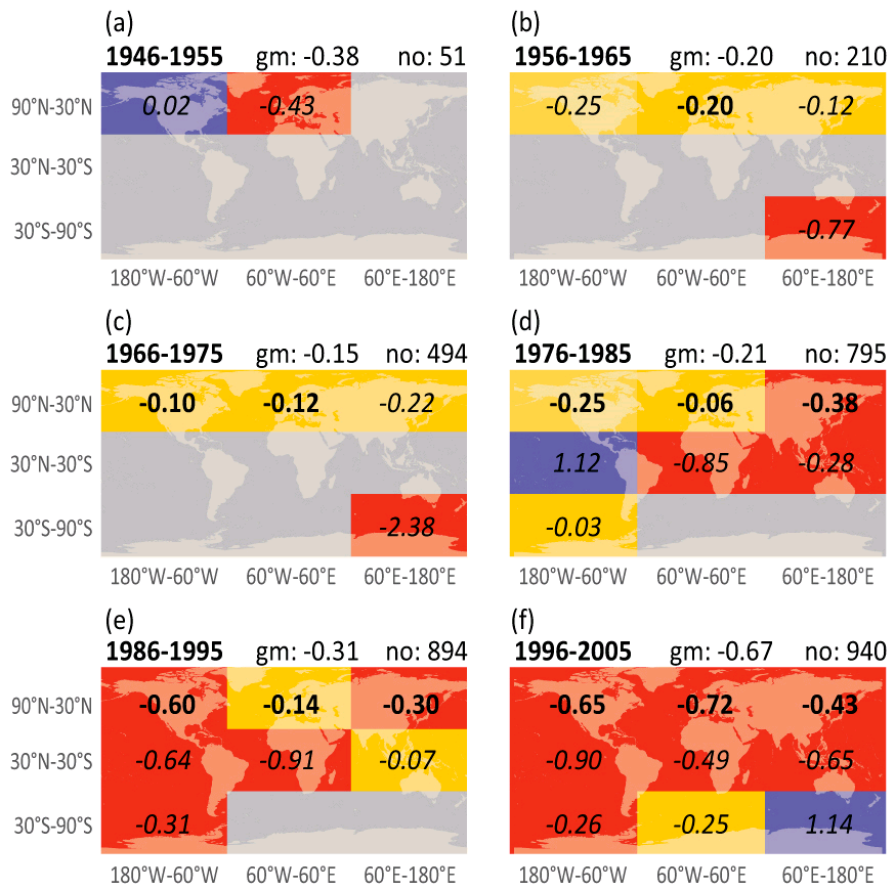 (a)
1946-1955 gm: -0.38 no: 51
90°N-30°N 0.02 -0.43
30°N-30°S
30°S-90°S
180°W-60°W 60°W-60°E 60°E-180°E
(b)
1956-1965 gm: -0.20 no: 210
-0.25 -0.20 -0.12
-0.77
180°W-60°W 60°W-60°E 60°E-180°E
(c)
1966-1975 gm: -0.15 no: 494
90°N-30°N -0.10 -0.12 -0.22
30°N-30°S
30°S-90°S -2.38
180°W-60°W 60°W-60°E 60°E-180°E
(d)
1976-1985 gm: -0.21 no: 795
-0.25 -0.06 -0.38
1.12 -0.85 -0.28
-0.03
180°W-60°W 60°W-60°E 60°E-180°E
(e)
1986-1995 gm: -0.31 no: 894
90°N-30°N -0.60 -0.14 -0.30
30°N-30°S -0.64 -0.91 -0.07
30°S-90°S -0.31
180°W-60°W 60°W-60°E 60°E-180°E
(f)
1996-2005 gm: -0.67 no: 940
-0.65 -0.72 -0.43
-0.90 -0.49 -0.65
-0.26 -0.25 1.14
180°W-60°W 60°W-60°E 60°E-180°E